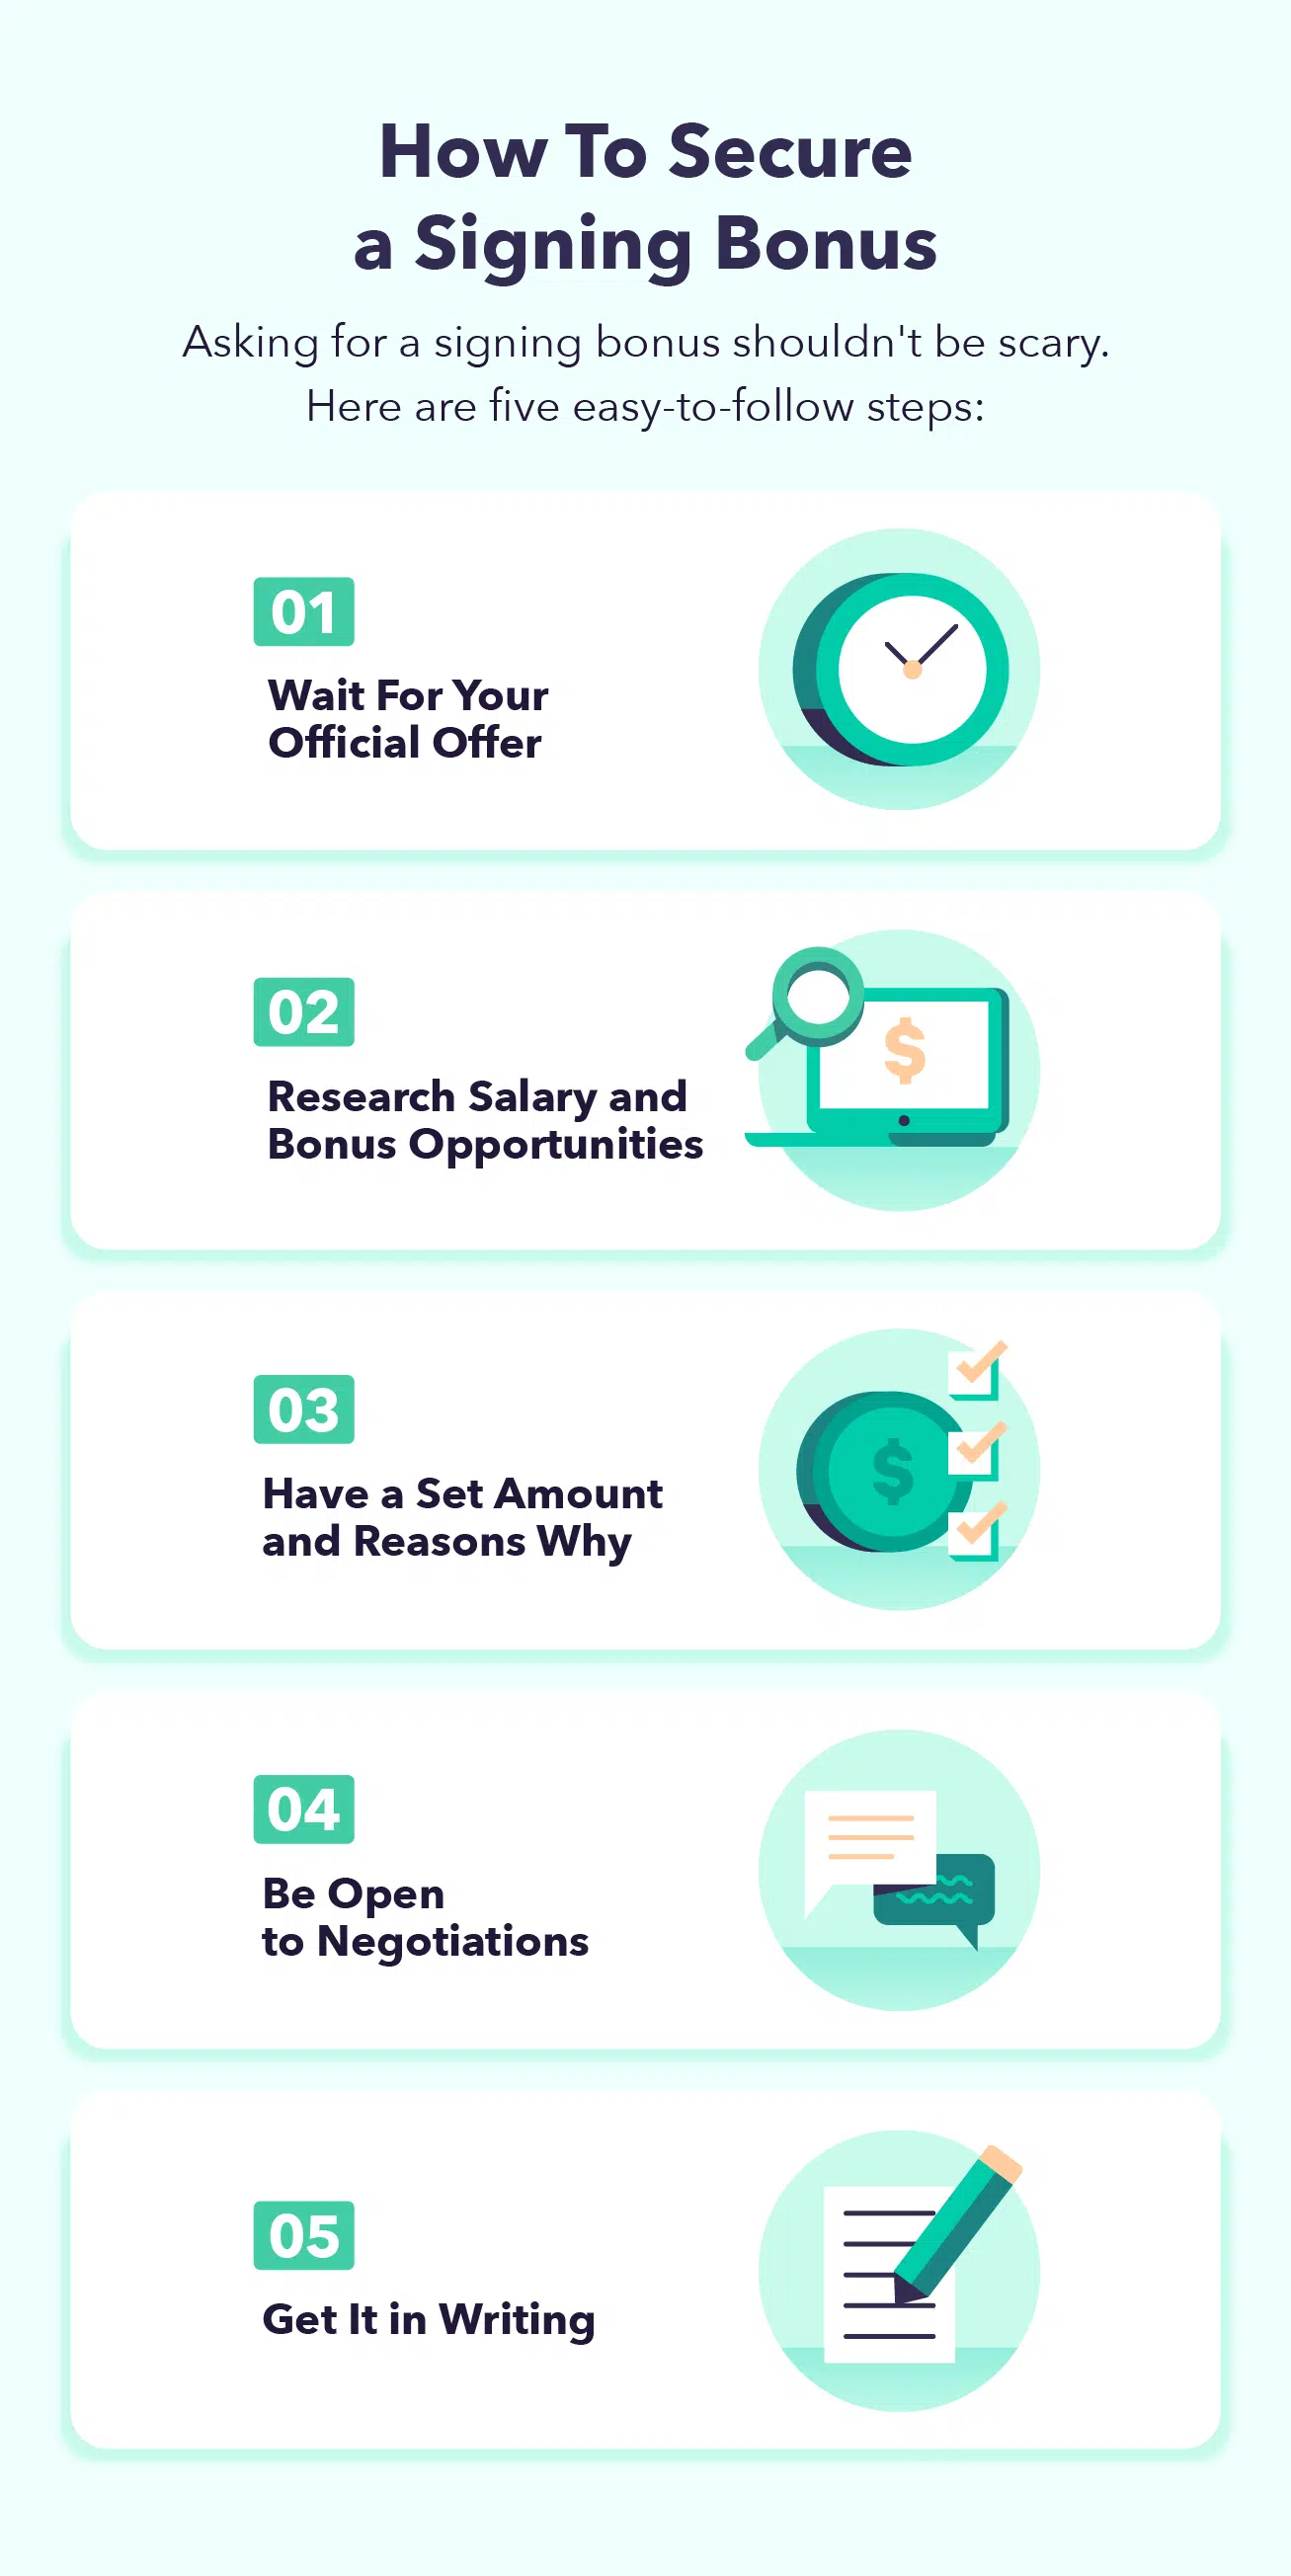 How To Secure
a Signing Bonus
Asking for a signing bonus shouldn't be scary.
Here are five easy-to-follow steps:
01
Wait For Your
Official Offer
02
Research Salary and
Bonus Opportunities
$
03
Have a Set Amount
and Reasons Why
$
04
Be Open
to Negotiations
05
Get It in Writing